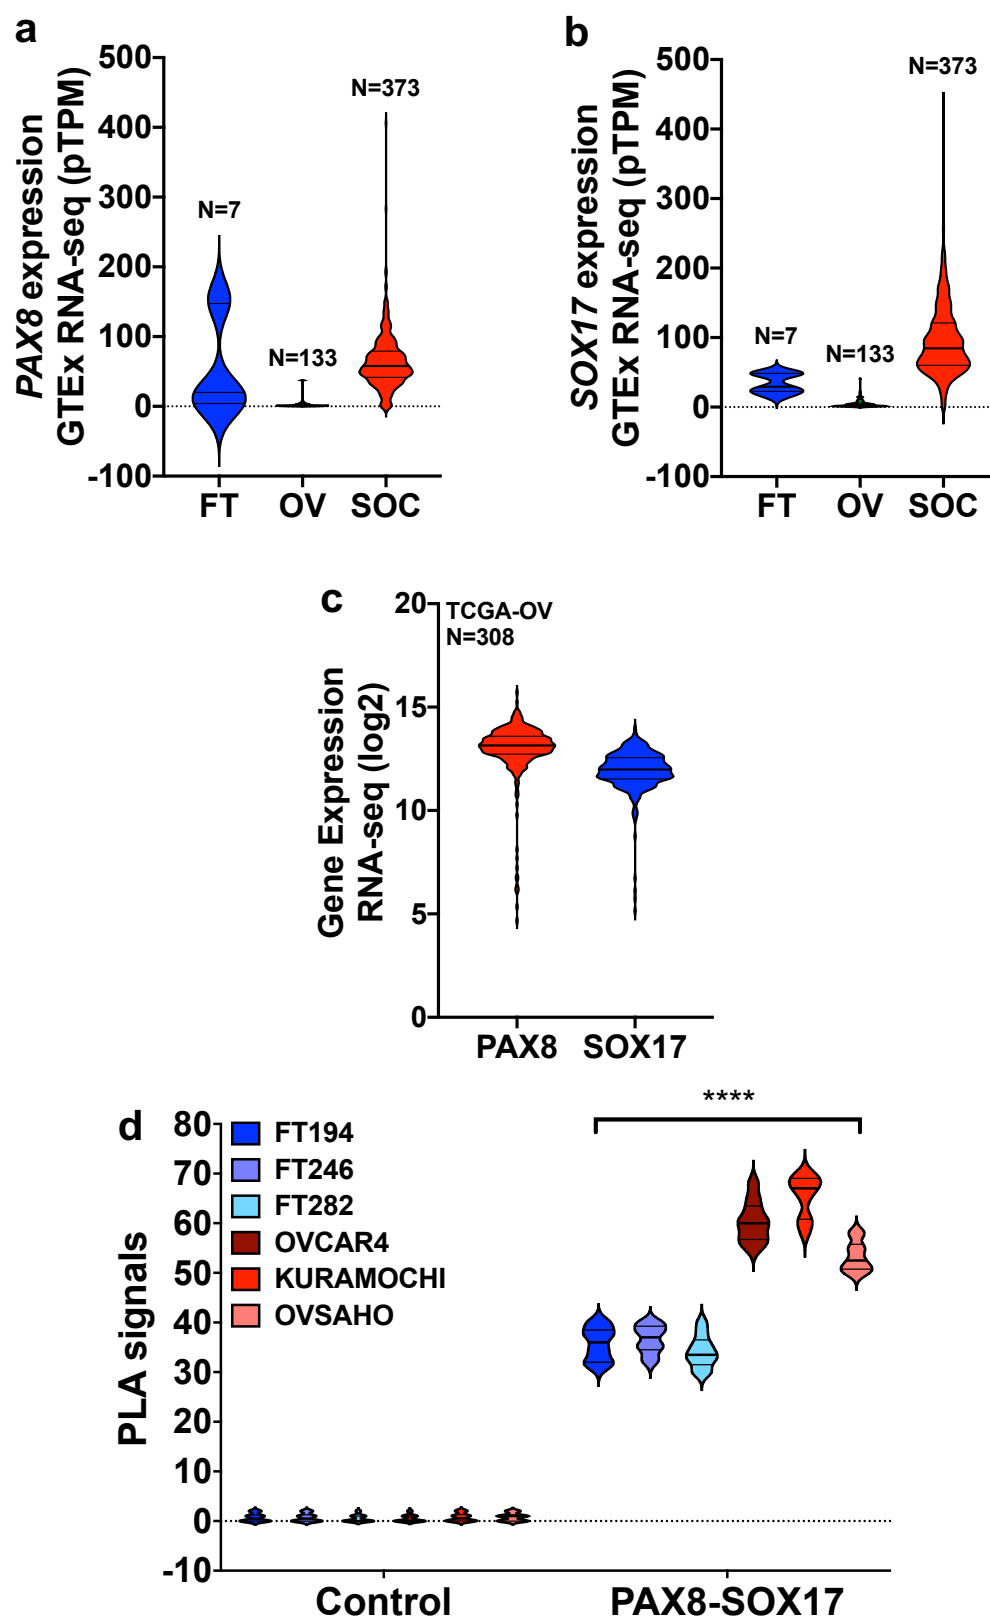 a
PAX8 expression
GTEx RNA-seq (pTPM)
500
400
300
200
100
0
-100
N=7
N=133
N=373
FT OV SOC
b
SOX17 expression
GTEx RNA-seq (pTPM)
500
400
300
200
100
0
-100
N=7
N=133
N=373
FT OV SOC
c
Gene Expression
RNA-seq (log2)
20
15
10
5
0
TCGA-OV
N=308
PAX8 SOX17
d
PLA signals
80
70
60
50
40
30
20
10
0
-10
FT194
FT246
FT282
OVCAR4
KURAMOCHI
OVSAHO
****
Control PAX8-SOX17